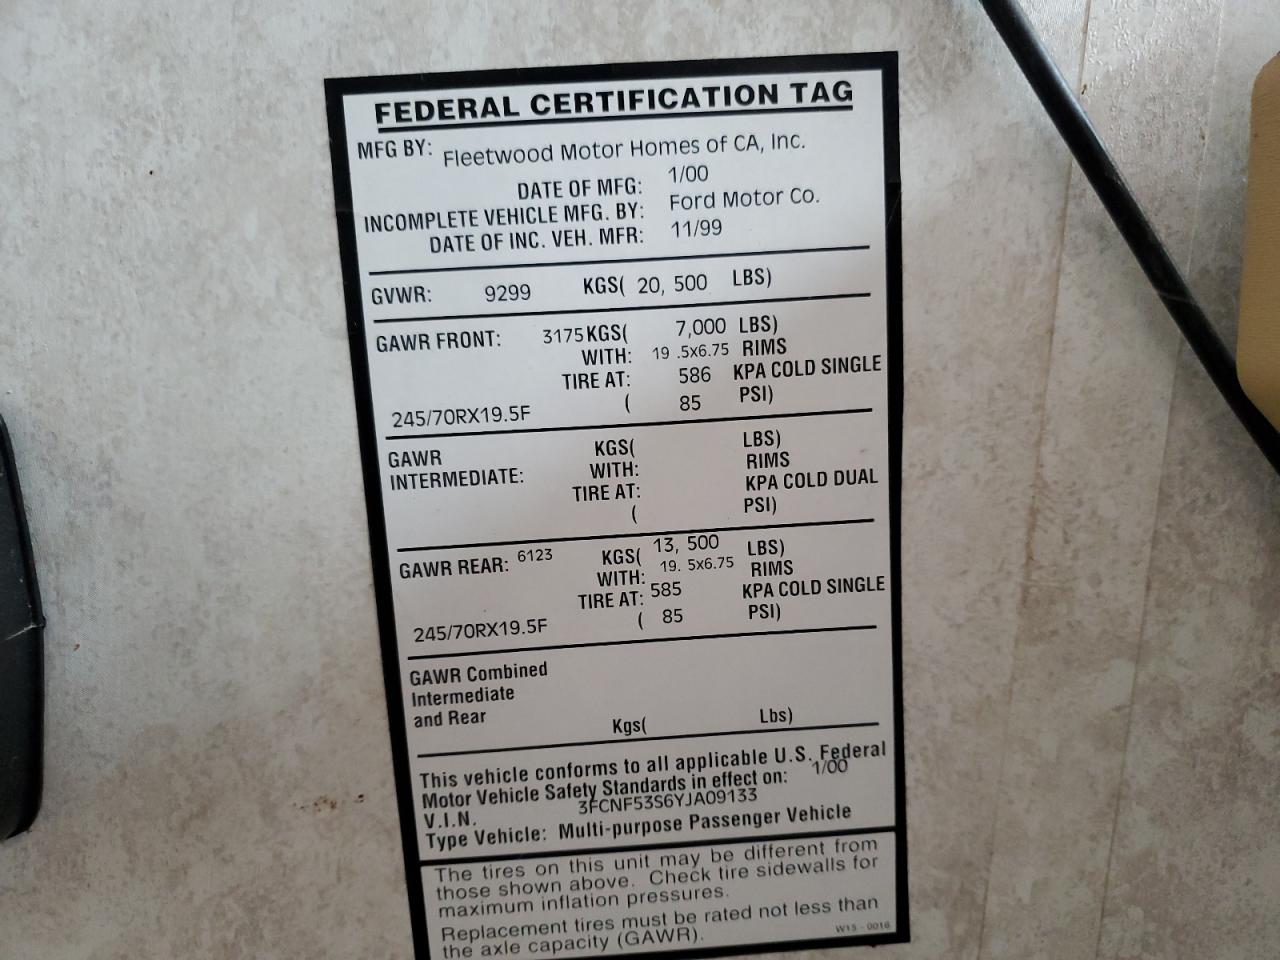 FEDERAL CERTIFICATION TAG
MFG BY: Fleetwood Motor Homes of CA, Inc.
DATE OF MFG: 1/00
INCOMPLETE VEHICLE MFG. BY: Ford Motor Co.
DATE OF INC. VEH. MFR: 11/99
GVWR: 9299 KGS( 20, 500 LBS)
GAWR FRONT: 3175 KGS( 7,000 LBS)
WITH: 19 .5x6.75 RIMS
TIRE AT: 586 KPA COLD SINGLE
245/70RX19.5F ( 85 PSI)
GAWR KGS( LBS)
INTERMEDIATE: WITH: RIMS
TIRE AT: KPA COLD DUAL
( PSI)
GAWR REAR: 6123 KGS( 13, 500 LBS)
WITH: 19. 5x6.75 RIMS
TIRE AT: 585 KPA COLD SINGLE
245/70RX19.5F ( 85 PSI)
GAWR Combined
Intermediate
and Rear Kgs( Lbs)
This vehicle conforms to all applicable U.S. Federal
Motor Vehicle Safety Standards in effect on: 1/00
V.I.N. 3FCNF53S6YJA09133
Type Vehicle: Multi-purpose Passenger Vehicle
The tires on this unit may be different from
those shown above. Check tire sidewalls for
maximum inflation pressures.
Replacement tires must be rated not less than
the axle capacity (GAWR).
W15 - 0016